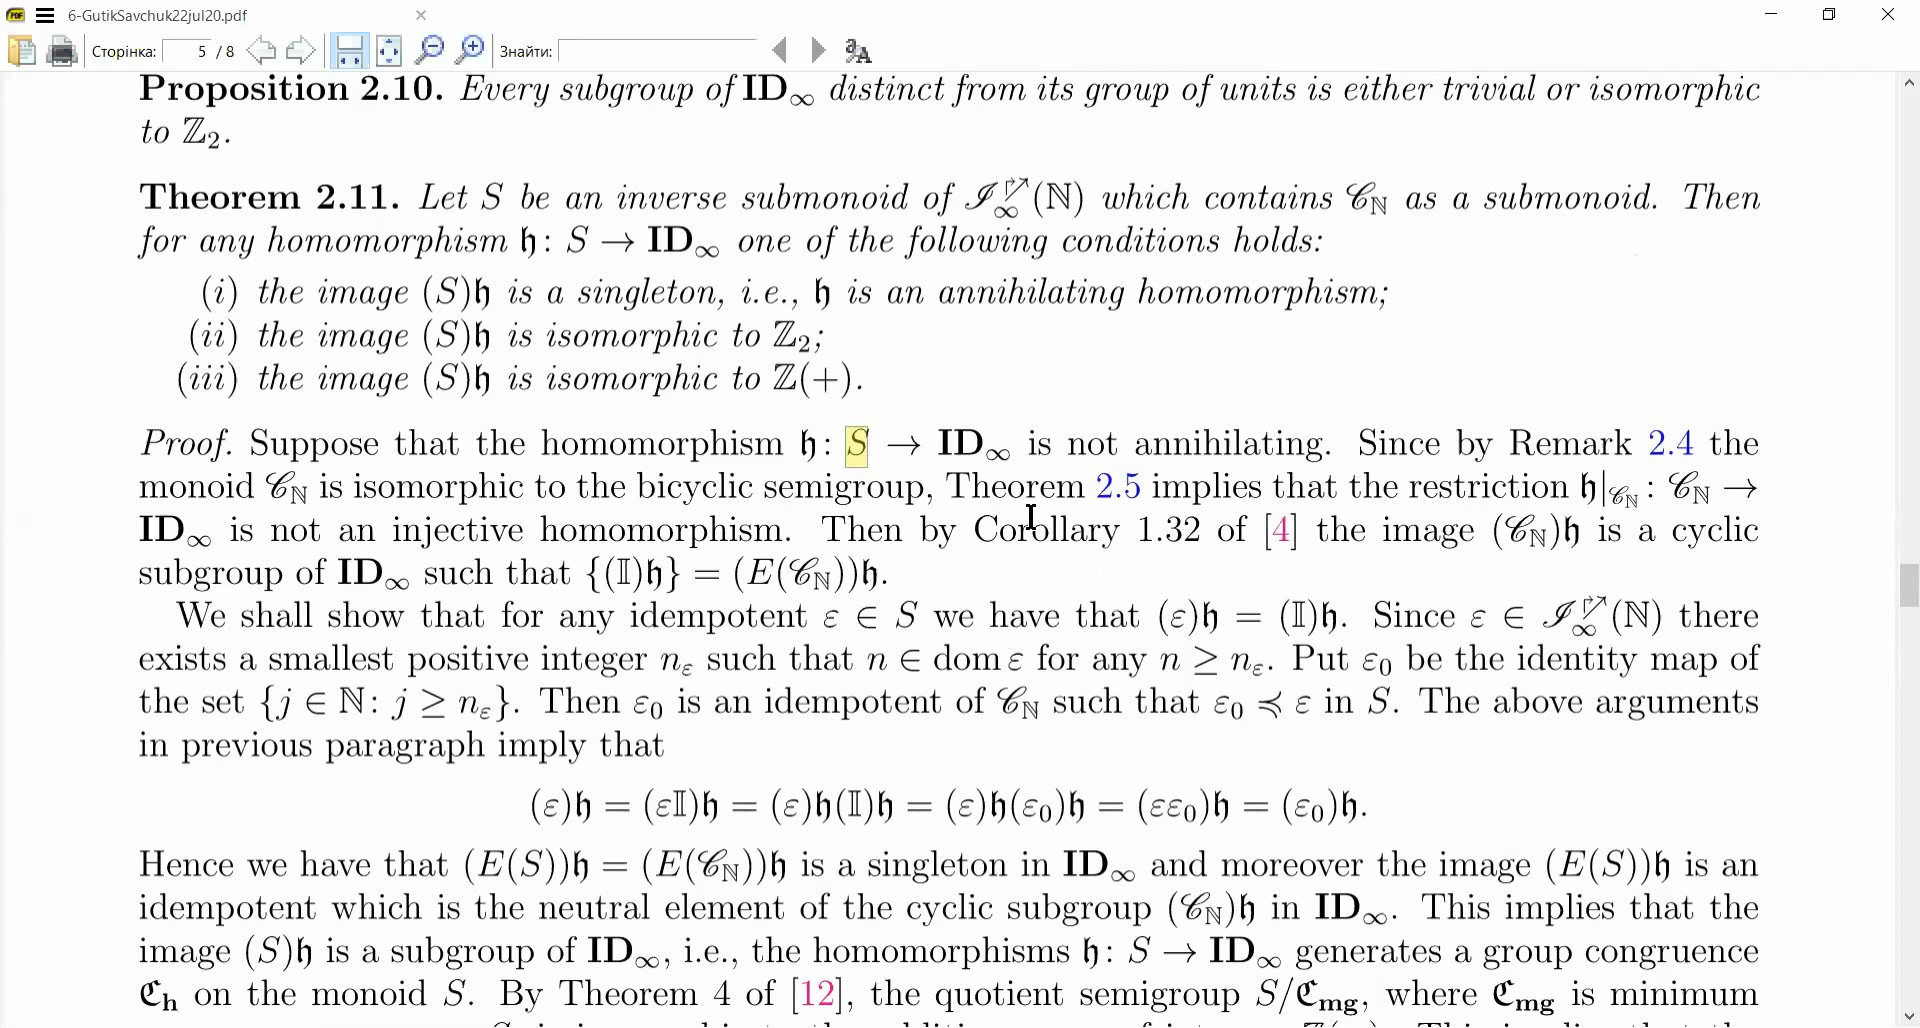 6-GutikSavchuk22jul20.pdf
Сторінка: 5 / 8 Знайти:
Proposition 2.10. Every subgroup of ID∞ distinct from its group of units is either trivial or isomorphic
to ℤ₂.
Theorem 2.11. Let S be an inverse submonoid of ℐ∞^↱↗(ℕ) which contains 𝒞ℕ as a submonoid. Then
for any homomorphism 𝔥: S → ID∞ one of the following conditions holds:
(i) the image (S)𝔥 is a singleton, i.e., 𝔥 is an annihilating homomorphism;
(ii) the image (S)𝔥 is isomorphic to ℤ₂;
(iii) the image (S)𝔥 is isomorphic to ℤ(+).
Proof. Suppose that the homomorphism 𝔥: S → ID∞ is not annihilating. Since by Remark 2.4 the
monoid 𝒞ℕ is isomorphic to the bicyclic semigroup, Theorem 2.5 implies that the restriction 𝔥|𝒞ℕ : 𝒞ℕ →
ID∞ is not an injective homomorphism. Then by Corollary 1.32 of [4] the image (𝒞ℕ)𝔥 is a cyclic
subgroup of ID∞ such that {(𝕀)𝔥} = (E(𝒞ℕ))𝔥.
We shall show that for any idempotent ε ∈ S we have that (ε)𝔥 = (𝕀)𝔥. Since ε ∈ ℐ∞^↱↗(ℕ) there
exists a smallest positive integer nε such that n ∈ dom ε for any n ≥ nε. Put ε₀ be the identity map of
the set {j ∈ ℕ: j ≥ nε}. Then ε₀ is an idempotent of 𝒞ℕ such that ε₀ ≼ ε in S. The above arguments
in previous paragraph imply that
(ε)𝔥 = (ε𝕀)𝔥 = (ε)𝔥(𝕀)𝔥 = (ε)𝔥(ε₀)𝔥 = (εε₀)𝔥 = (ε₀)𝔥.
Hence we have that (E(S))𝔥 = (E(𝒞ℕ))𝔥 is a singleton in ID∞ and moreover the image (E(S))𝔥 is an
idempotent which is the neutral element of the cyclic subgroup (𝒞ℕ)𝔥 in ID∞. This implies that the
image (S)𝔥 is a subgroup of ID∞, i.e., the homomorphisms 𝔥: S → ID∞ generates a group congruence
ℭh on the monoid S. By Theorem 4 of [12], the quotient semigroup S/ℭmg, where ℭmg is minimum